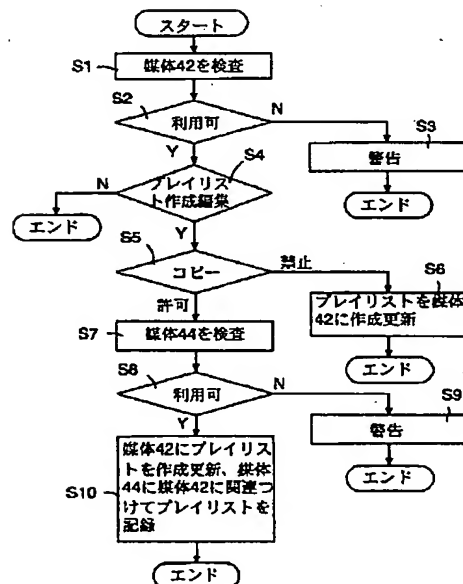 スタート
S1
媒体42を検査
S2
利用可
N
Y
S3
警告
エンド
S4
プレイリス
ト作成編集
N
エンド
Y
S5
コピー
禁止
許可
S6
プレイリストを媒体
42に作成更新
エンド
S7
媒体44を検査
S8
利用可
N
Y
S9
警告
エンド
S10
媒体42にプレイリス
トを作成更新、媒体
44に媒体42に関連つ
けてプレイリストを
記録
エンド